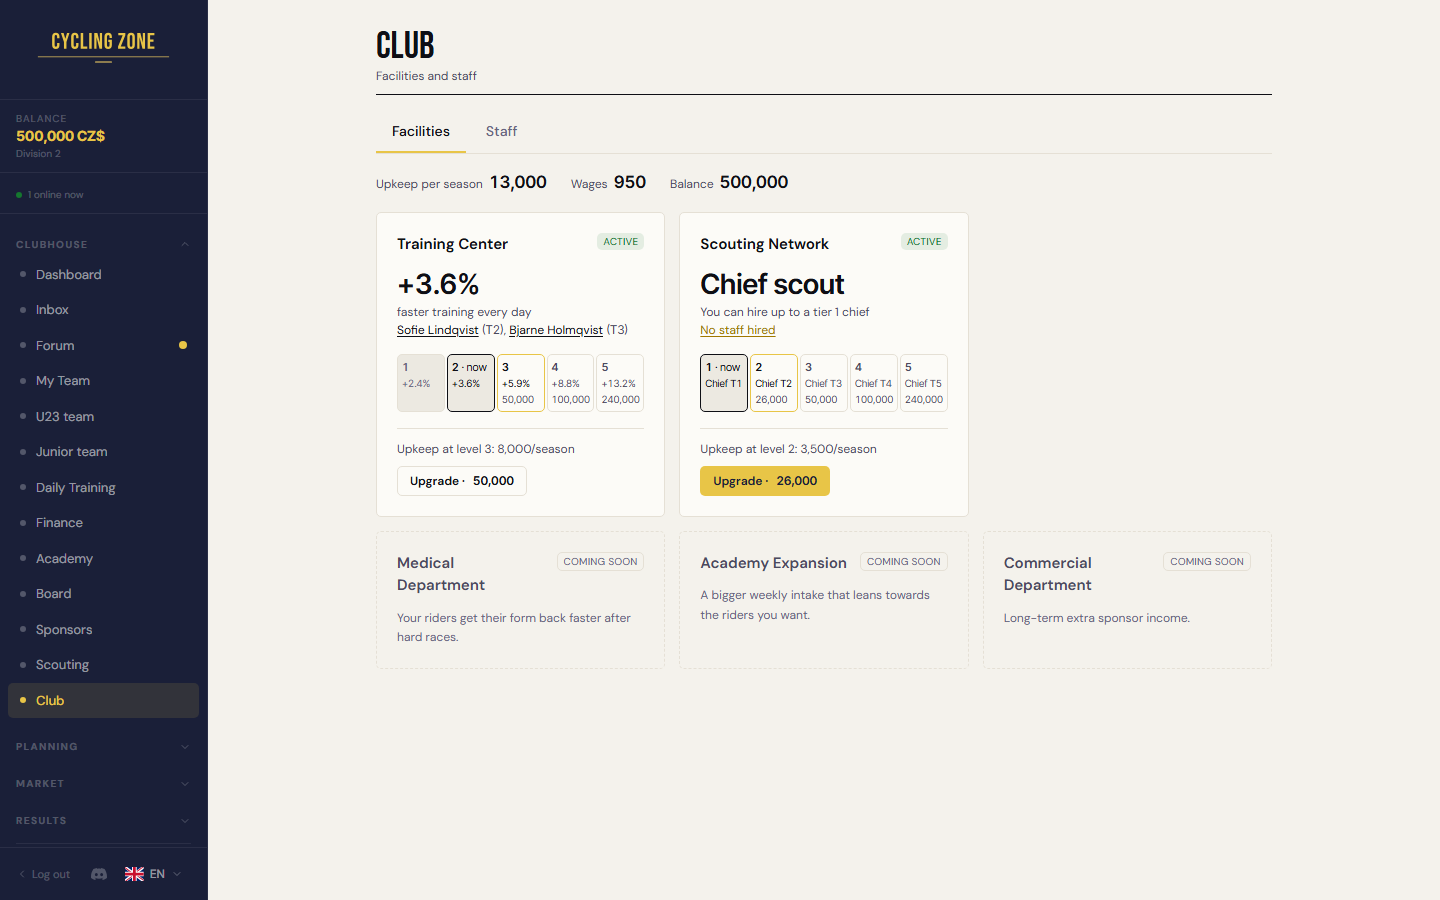 CYCLING ZONE
BALANCE
500,000 CZ$
Division 2
1 online now
CLUBHOUSE
Dashboard
Inbox
Forum
My Team
U23 team
Junior team
Daily Training
Finance
Academy
Board
Sponsors
Scouting
Club
PLANNING
MARKET
RESULTS
Log out
EN
CLUB
Facilities and staff
Facilities Staff
Upkeep per season 13,000 Wages 950 Balance 500,000
Training Center ACTIVE
+3.6%
faster training every day
Sofie Lindqvist (T2), Bjarne Holmqvist (T3)
1 2 · now 3 4 5
+2.4% +3.6% +5.9% +8.8% +13.2%
50,000 100,000 240,000
Upkeep at level 3: 8,000/season
Upgrade · 50,000
Scouting Network ACTIVE
Chief scout
You can hire up to a tier 1 chief
No staff hired
1 · now 2 3 4 5
Chief T1 Chief T2 Chief T3 Chief T4 Chief T5
26,000 50,000 100,000 240,000
Upkeep at level 2: 3,500/season
Upgrade · 26,000
Medical
Department
COMING SOON
Your riders get their form back faster after
hard races.
Academy Expansion COMING SOON
A bigger weekly intake that leans towards
the riders you want.
Commercial
Department
COMING SOON
Long-term extra sponsor income.